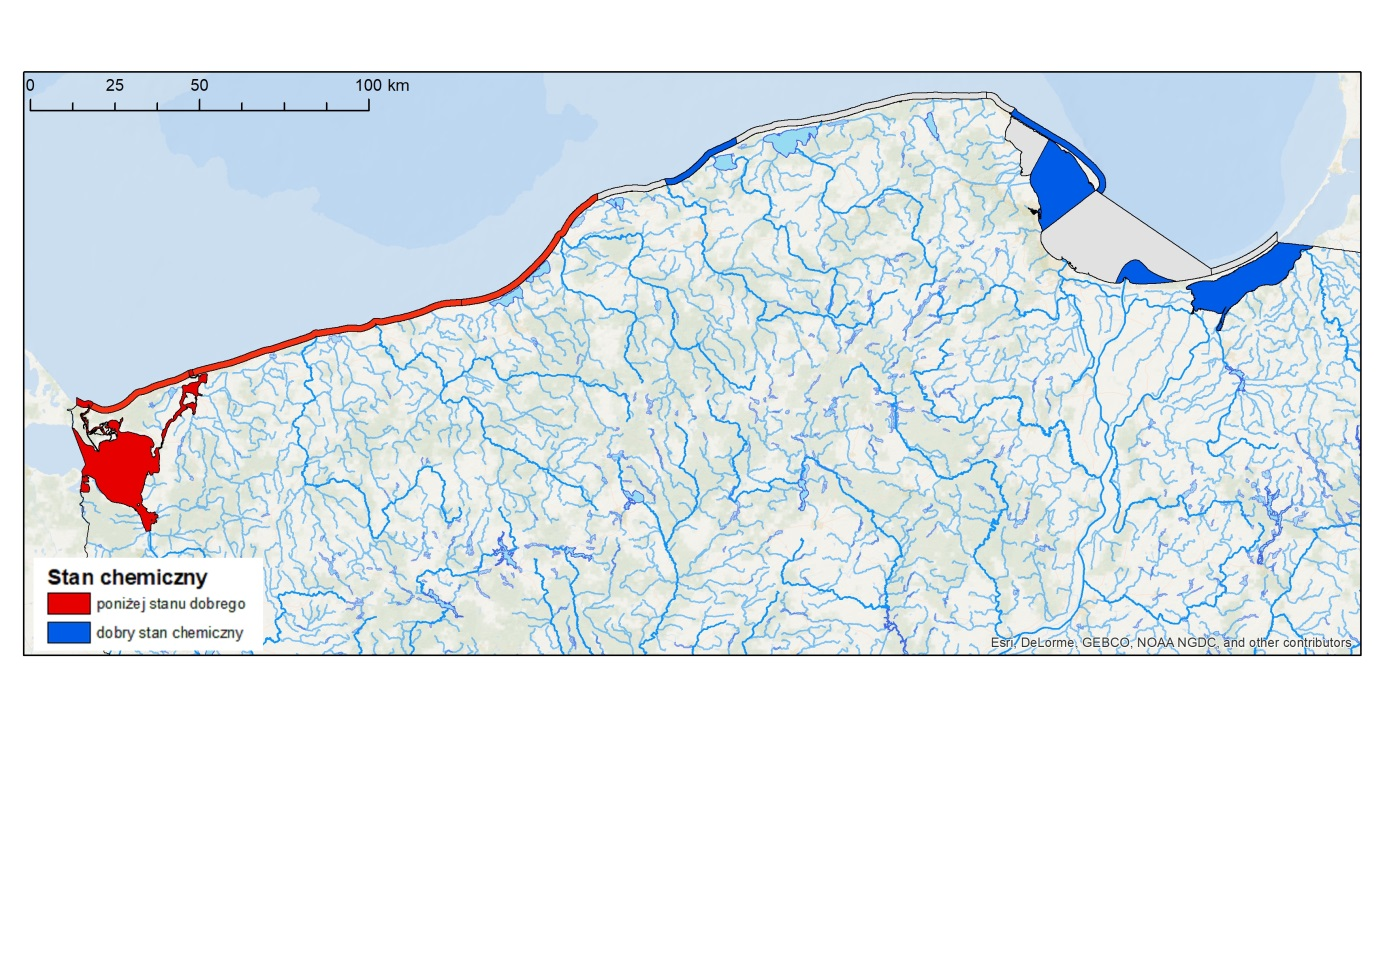 0 25 50 100 km
Stan chemiczny
poniżej stanu dobrego
dobry stan chemiczny
Esri, DeLorme, GEBCO, NOAA NGDC, and other contributors